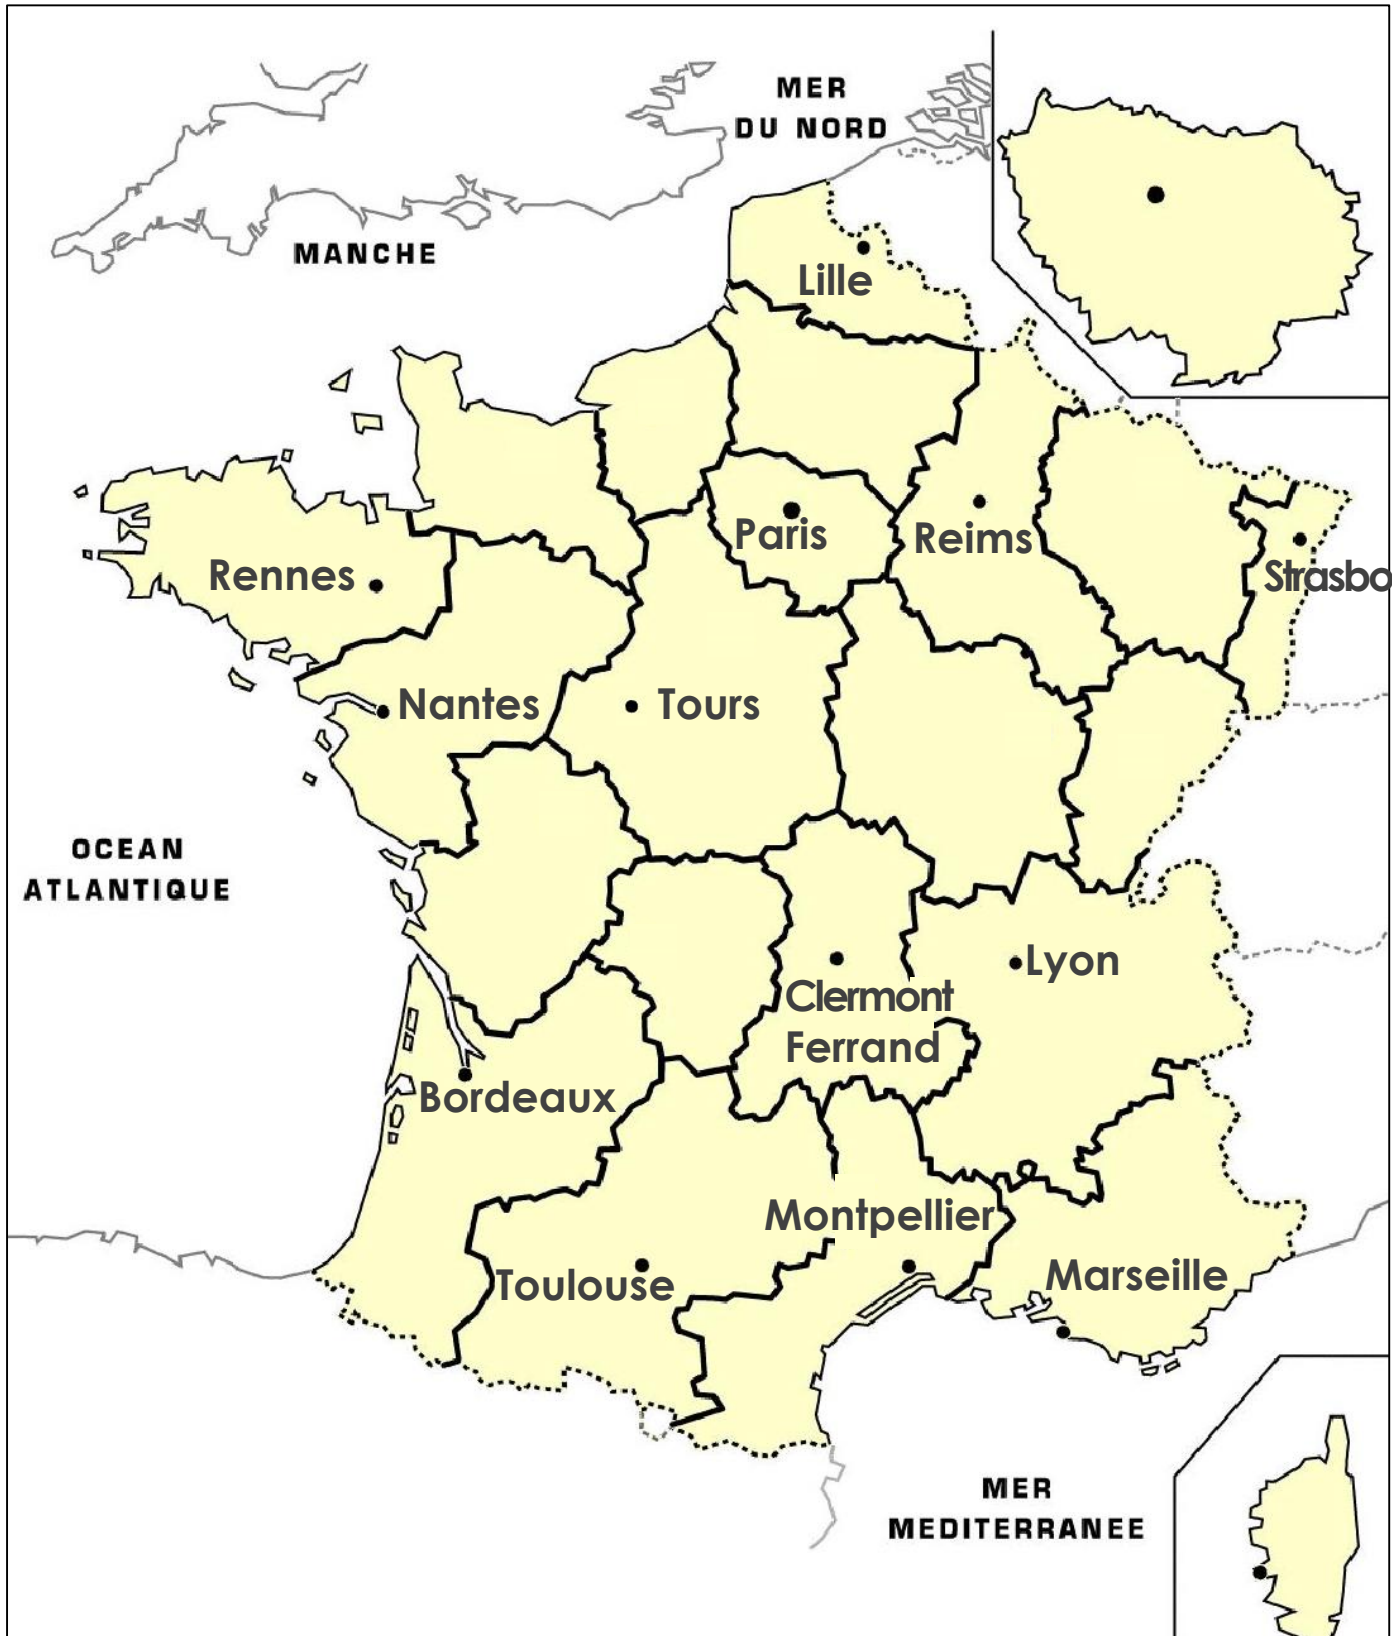 MER
DU NORD
MANCHE
Lille
Paris
Reims
Rennes
Strasbo
Nantes
Tours
OCEAN
ATLANTIQUE
Lyon
Clermont
Ferrand
Bordeaux
Montpellier
Toulouse
Marseille
MER
MEDITERRANEE